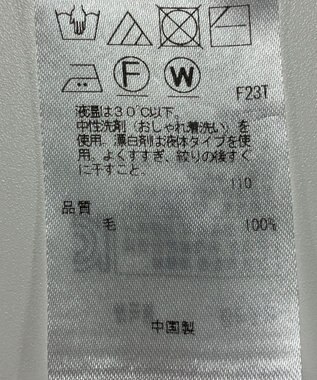 F W
F23T
液温は30℃以下。
中性洗剤（おしゃれ着洗い）を
使用。漂白剤は液体タイプを使
用。よくすすぎ、絞りの後すぐ
に干すこと。
110
品質
毛 100%
中国製